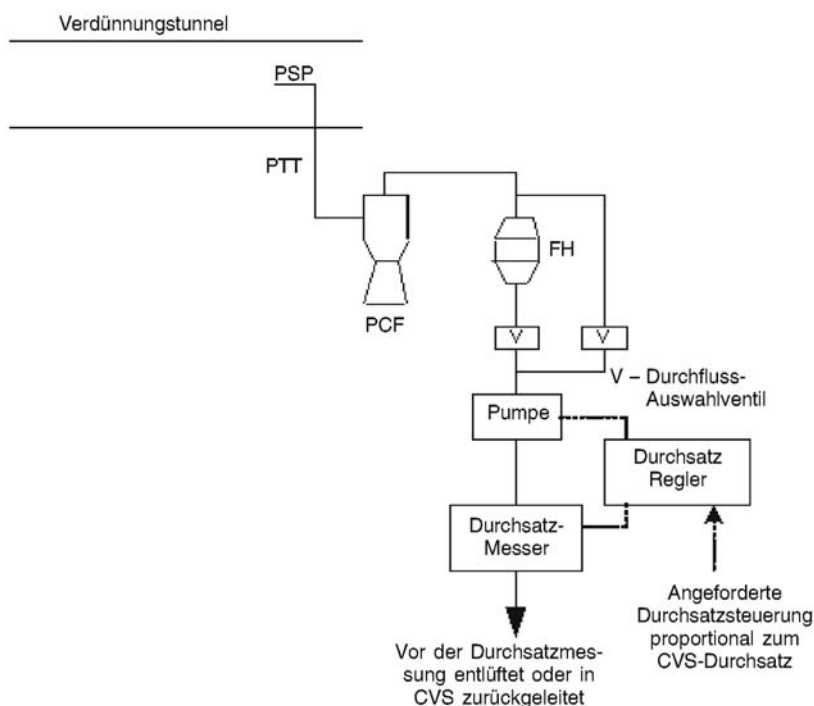 Verdünnungstunnel
PSP
PTT
FH
PCF
V
V
V – Durchfluss-
Auswahlventil
Pumpe
Durchsatz
Regler
Durchsatz-
Messer
Angeforderte
Durchsatzsteuerung
proportional zum
CVS-Durchsatz
Vor der Durchsatzmes-
sung entlüftet oder in
CVS zurückgeleitet